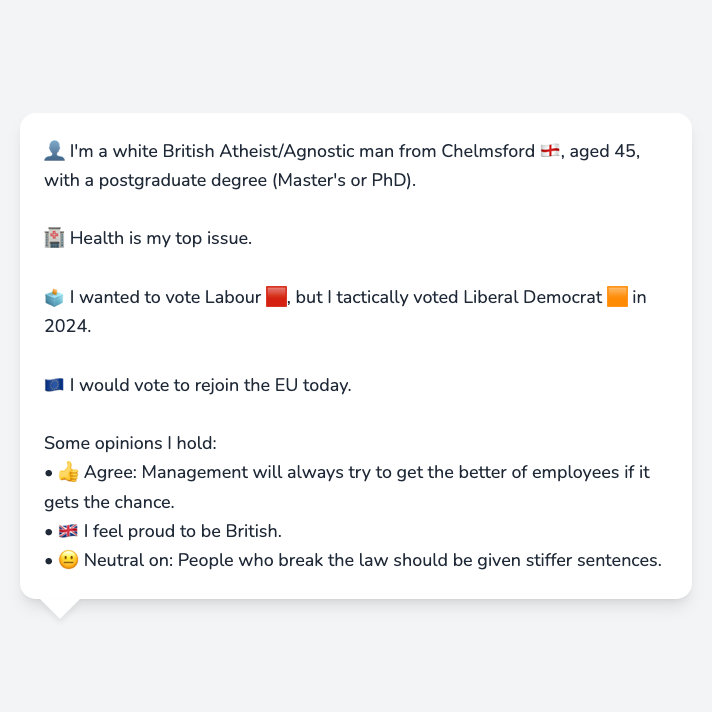 👤 I'm a white British Atheist/Agnostic man from Chelmsford 🏴󠁧󠁢󠁥󠁮󠁧󠁿, aged 45,
with a postgraduate degree (Master's or PhD).
🏥 Health is my top issue.
🗳️ I wanted to vote Labour 🟥, but I tactically voted Liberal Democrat 🟧 in
2024.
🇪🇺 I would vote to rejoin the EU today.
Some opinions I hold:
• 👍 Agree: Management will always try to get the better of employees if it
gets the chance.
• 🇬🇧 I feel proud to be British.
• 😐 Neutral on: People who break the law should be given stiffer sentences.